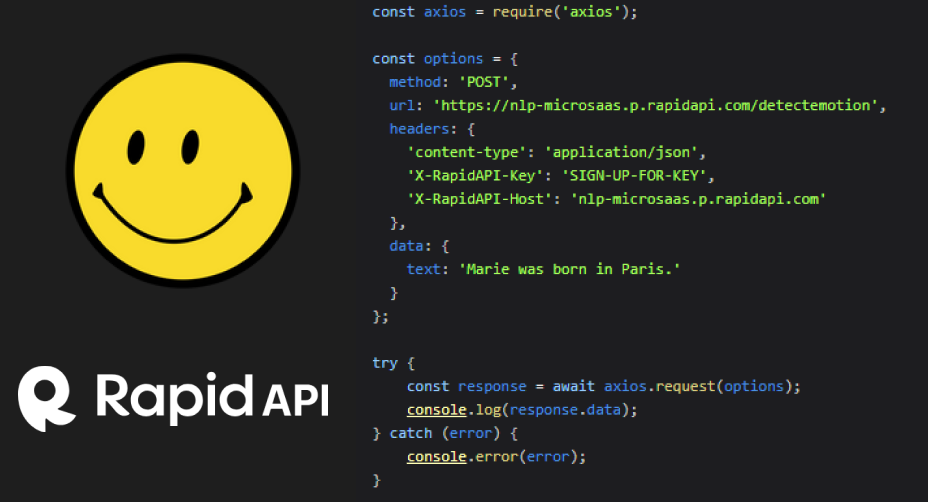 const axios = require('axios');
const options = {
method: 'POST',
url: 'https://nlp-microsaas.p.rapidapi.com/detectemotion',
headers: {
'content-type': 'application/json',
'X-RapidAPI-Key': 'SIGN-UP-FOR-KEY',
'X-RapidAPI-Host': 'nlp-microsaas.p.rapidapi.com'
},
data: {
text: 'Marie was born in Paris.'
}
};
try {
const response = await axios.request(options);
console.log(response.data);
} catch (error) {
console.error(error);
}
Rapid API